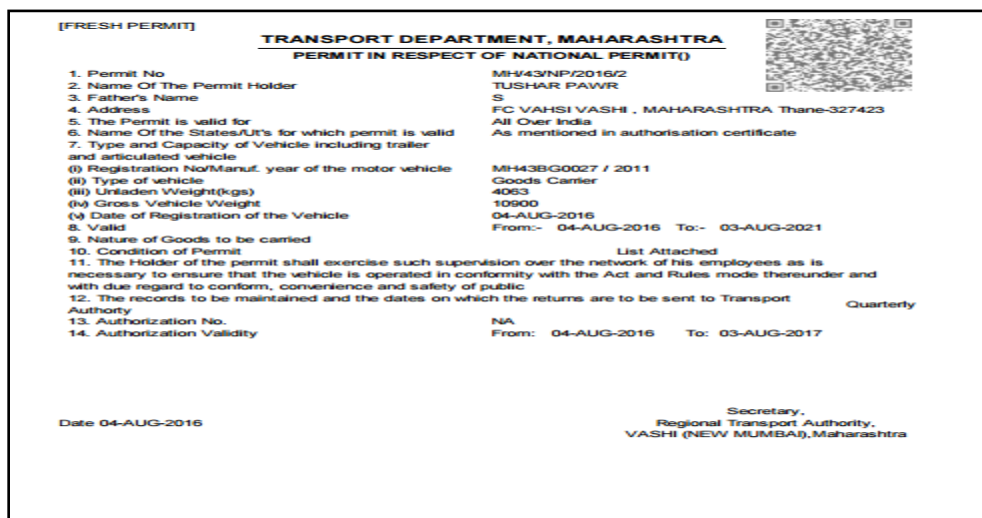 [FRESH PERMIT]
TRANSPORT DEPARTMENT, MAHARASHTRA
PERMIT IN RESPECT OF NATIONAL PERMIT()
1. Permit No MH/43/NP/2016/2
2. Name Of The Permit Holder TUSHAR PAWR
3. Father's Name S
4. Address FC VAHSI VASHI , MAHARASHTRA Thane-327423
5. The Permit is valid for All Over India
6. Name Of the States/Ut's for which permit is valid As mentioned in authorisation certificate
7. Type and Capacity of Vehicle including trailer
and articulated vehicle
(i) Registration No/Manuf. year of the motor vehicle MH43BG0027 / 2011
(ii) Type of vehicle Goods Carrier
(iii) Unladen Weight(kgs) 4063
(iv) Gross Vehicle Weight 10900
(v) Date of Registration of the Vehicle 04-AUG-2016
8. Valid From:- 04-AUG-2016 To:- 03-AUG-2021
9. Nature of Goods to be carried
10. Condition of Permit List Attached
11. The Holder of the permit shall exercise such supervision over the network of his employees as is
necessary to ensure that the vehicle is operated in conformity with the Act and Rules mode thereunder and
with due regard to conform, convenience and safety of public
12. The records to be maintained and the dates on which the returns are to be sent to Transport Quarterly
Authorty
13. Authorization No. NA
14. Authorization Validity From: 04-AUG-2016 To: 03-AUG-2017
Date 04-AUG-2016
Secretary,
Regional Transport Authority,
VASHI (NEW MUMBAI),Maharashtra